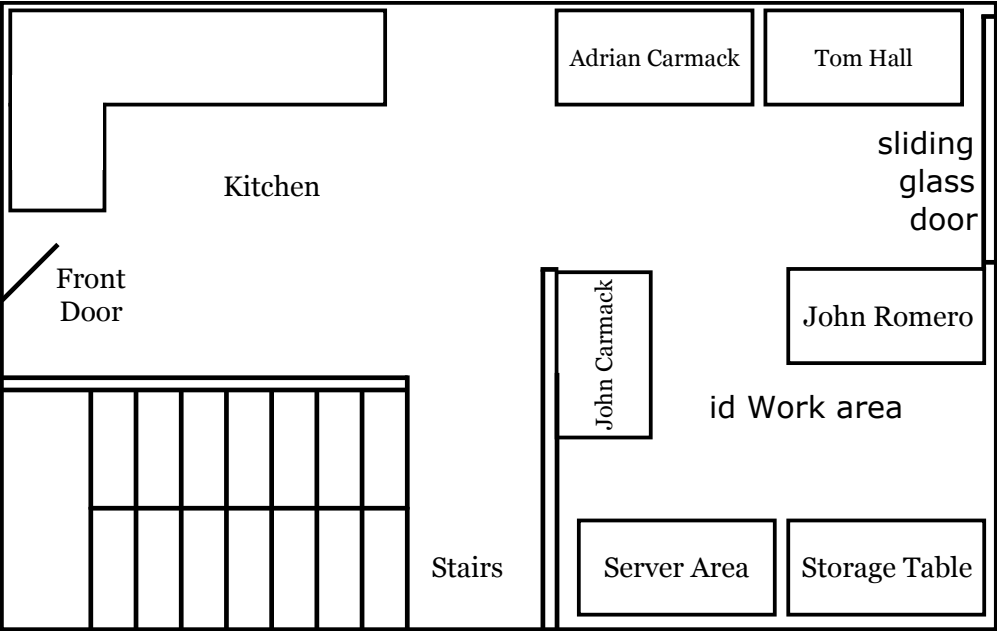 Adrian Carmack
Tom Hall
sliding
glass
door
Kitchen
Front
Door
John Carmack
John Romero
id Work area
Stairs
Server Area
Storage Table